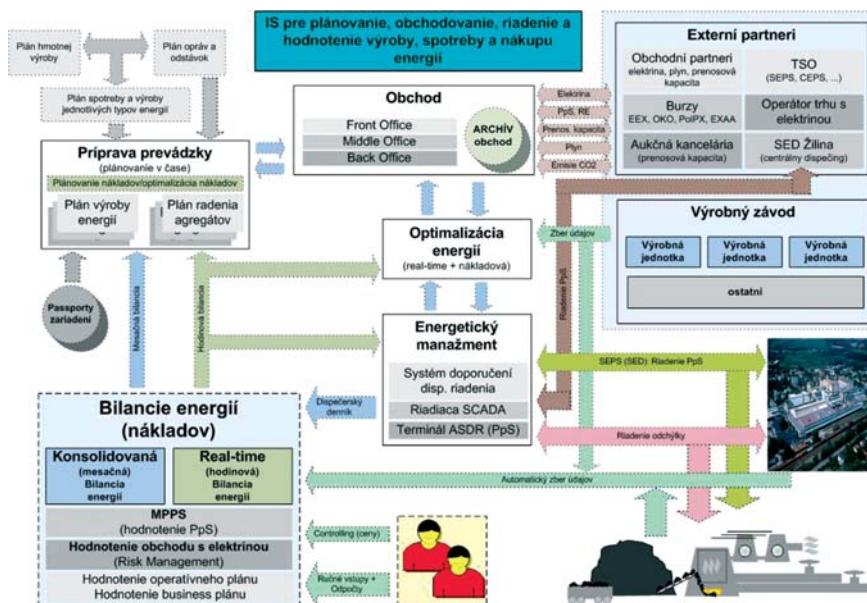 IS pre plánovanie, obchodovanie, riadenie a
hodnotenie výroby, spotreby a nákupu
energií
Plán hmotnej
výroby
Plán opráv a
odstávok
Plán spotreby a výroby
jednotlivých typov energií
Príprava prevádzky
(plánovanie v čase)
Plánovanie nákladov/optimalizácia nákladov
Plán výroby
energií
Plán radenia
agregátov
Passporty
zariadení
Mesačná bilancia
Hodinová bilancia
Obchod
Front Office
Middle Office
Back Office
ARCHÍV
obchod
Elektrina
PpS, RE
Prenos. kapacita
Plyn
Emisie CO2
Externí partneri
Obchodní partneri
elektrina, plyn, prenosová
kapacita
TSO
(SEPS, CEPS, ...)
Burzy
EEX, OKO, PolPX, EXAA
Operátor trhu s
elektrinou
Aukčná kancelária
(prenosová kapacita)
SED Žilina
(centrálny dispečing)
Optimalizácia
energií
(real-time + nákladová)
Zber údajov
Riadenie PpS
Výrobný závod
Výrobná
jednotka
Výrobná
jednotka
Výrobná
jednotka
ostatní
Energetický
manažment
Systém doporučení
disp. riadenia
Riadiaca SCADA
Terminál ASDR (PpS)
SEPS (SED): Riadenie PpS
Riadenie odchýlky
Dispečerský
denník
Automatický zber údajov
Bilancie energií
(nákladov)
Konsolidovaná
(mesačná)
Bilancia
energií
Real-time
(hodinová)
Bilancia
energií
MPPS
(hodnotenie PpS)
Hodnotenie obchodu s elektrinou
(Risk Management)
Hodnotenie operatívneho plánu
Hodnotenie business plánu
Controlling (ceny)
Ručné vstupy +
Odpočty